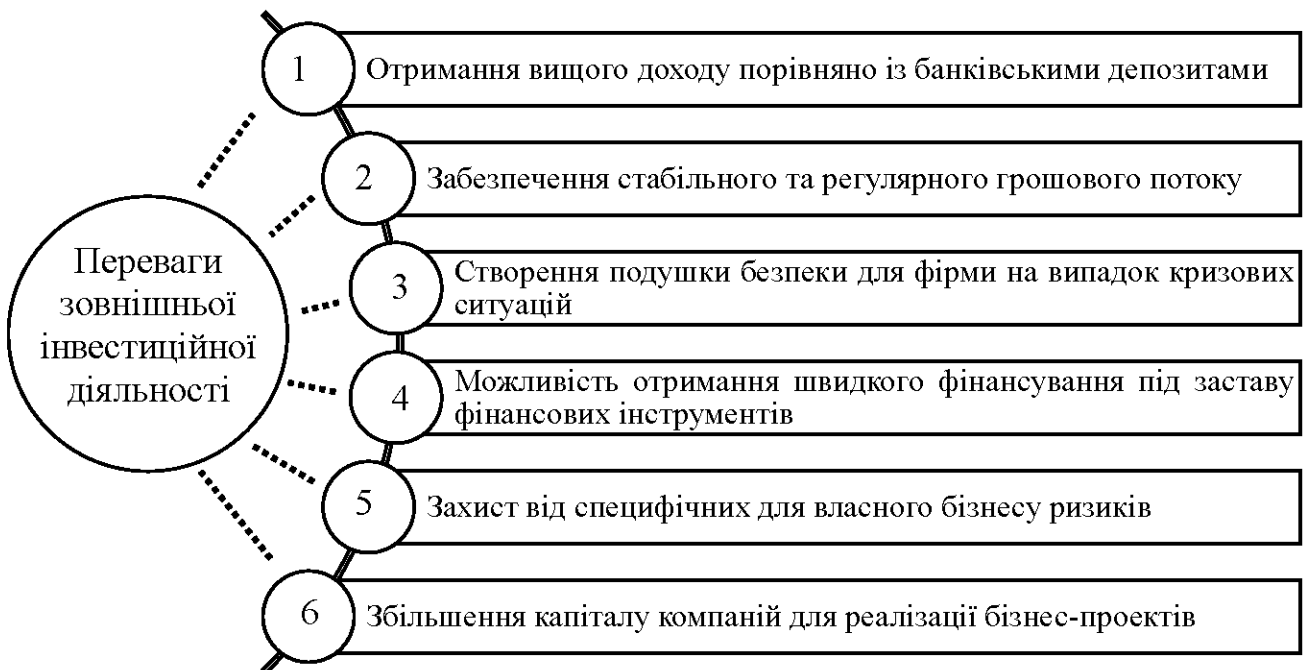 Переваги
зовнішньої
інвестиційної
діяльності
1
Отримання вищого доходу порівняно із банківськими депозитами
2
Забезпечення стабільного та регулярного грошового потоку
3
Створення подушки безпеки для фірми на випадок кризових
ситуацій
4
Можливість отримання швидкого фінансування під заставу
фінансових інструментів
5
Захист від специфічних для власного бізнесу ризиків
6
Збільшення капіталу компаній для реалізації бізнес-проектів